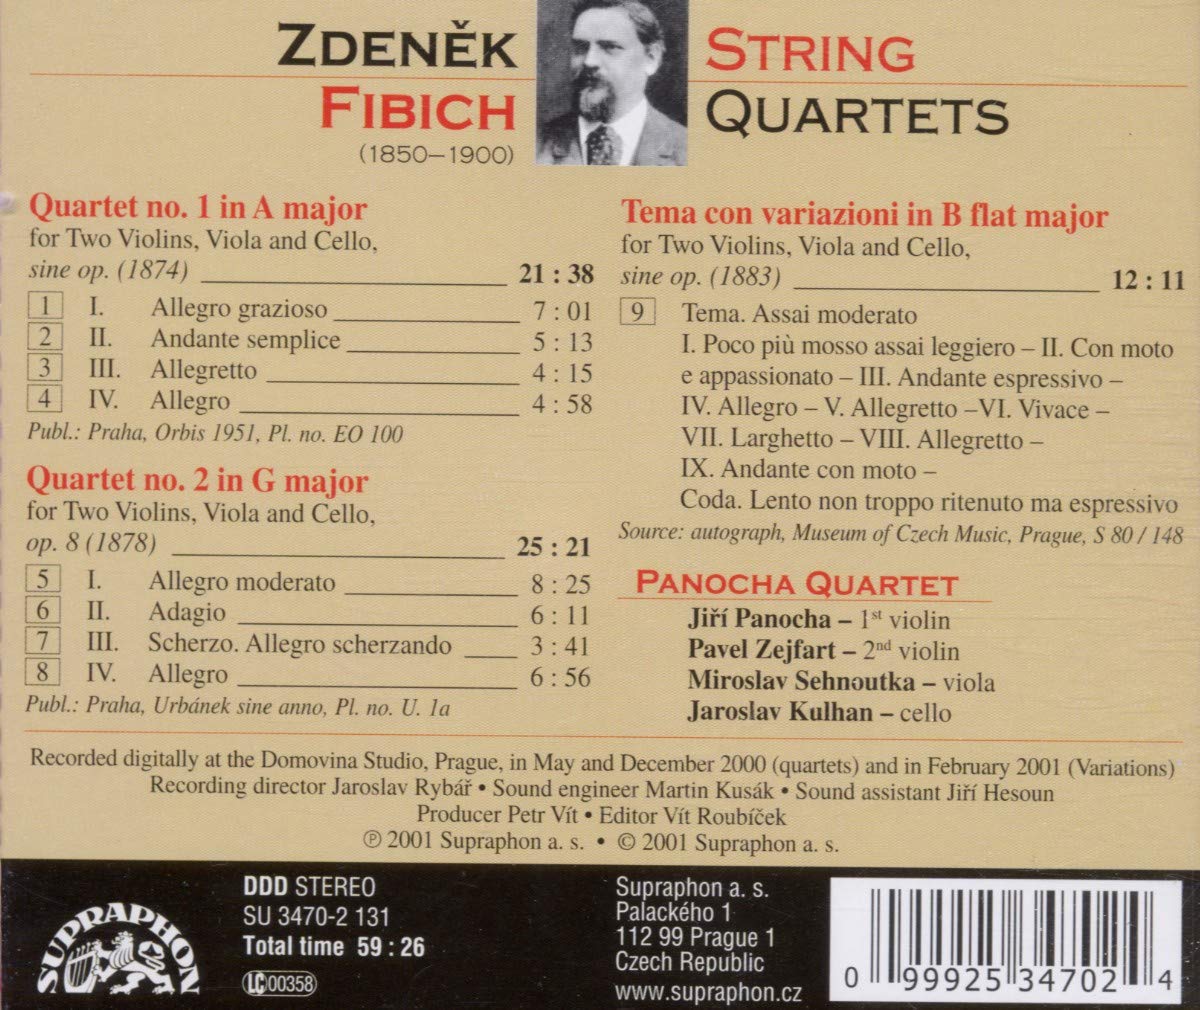 ZDENĚK
FIBICH
(1850–1900)
STRING
QUARTETS
Quartet no. 1 in A major
for Two Violins, Viola and Cello,
sine op. (1874) 21 : 38
1 I. Allegro grazioso 7 : 01
2 II. Andante semplice 5 : 13
3 III. Allegretto 4 : 15
4 IV. Allegro 4 : 58
Publ.: Praha, Orbis 1951, Pl. no. EO 100
Quartet no. 2 in G major
for Two Violins, Viola and Cello,
op. 8 (1878) 25 : 21
5 I. Allegro moderato 8 : 25
6 II. Adagio 6 : 11
7 III. Scherzo. Allegro scherzando 3 : 41
8 IV. Allegro 6 : 56
Publ.: Praha, Urbánek sine anno, Pl. no. U. 1a
Tema con variazioni in B flat major
for Two Violins, Viola and Cello,
sine op. (1883) 12 : 11
9 Tema. Assai moderato
I. Poco più mosso assai leggiero – II. Con moto
e appassionato – III. Andante espressivo –
IV. Allegro – V. Allegretto –VI. Vivace –
VII. Larghetto – VIII. Allegretto –
IX. Andante con moto –
Coda. Lento non troppo ritenuto ma espressivo
Source: autograph, Museum of Czech Music, Prague, S 80 / 148
PANOCHA QUARTET
Jiří Panocha – 1st violin
Pavel Zejfart – 2nd violin
Miroslav Sehnoutka – viola
Jaroslav Kulhan – cello
Recorded digitally at the Domovina Studio, Prague, in May and December 2000 (quartets) and in February 2001 (Variations)
Recording director Jaroslav Rybář • Sound engineer Martin Kusák • Sound assistant Jiří Hesoun
Producer Petr Vít • Editor Vít Roubíček
℗ 2001 Supraphon a. s. • © 2001 Supraphon a. s.
SUPRAPHON
DDD STEREO
SU 3470-2 131
Total time 59 : 26
LC 00358
Supraphon a. s.
Palackého 1
112 99 Prague 1
Czech Republic
www.supraphon.cz
0 99925 34702 4